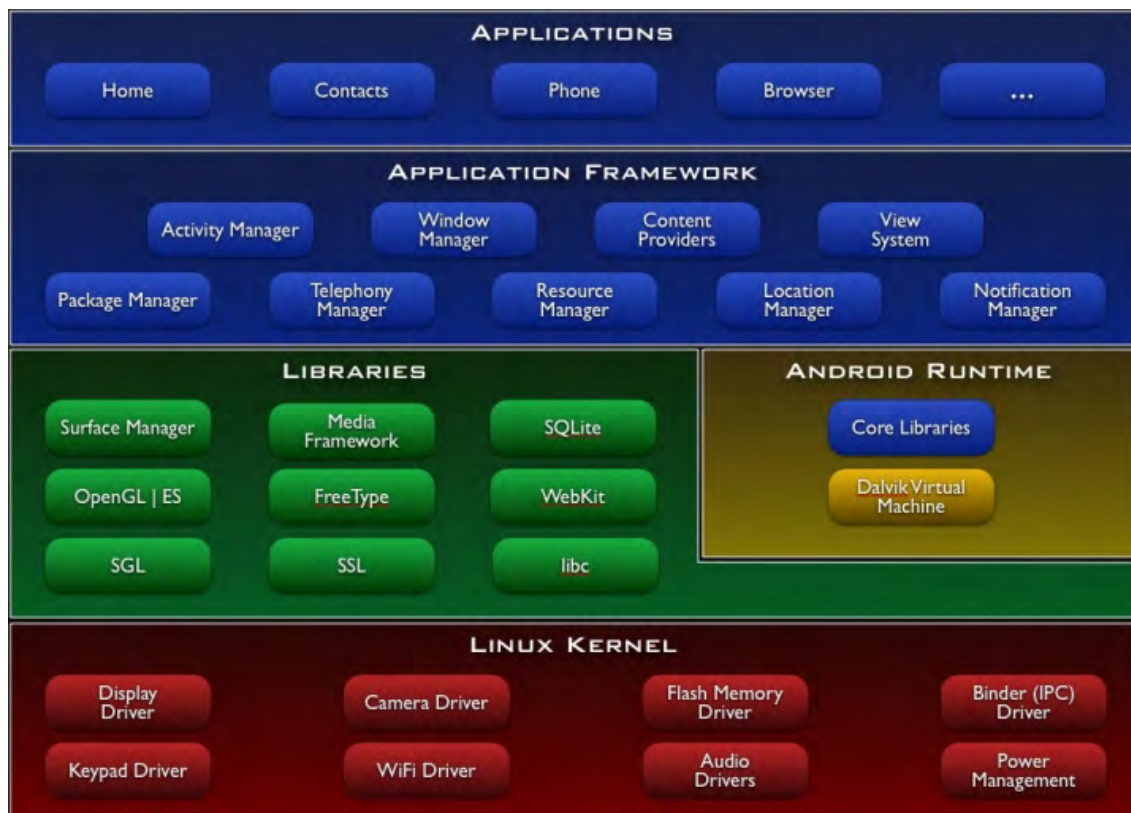 APPLICATIONS
Home
Contacts
Phone
Browser
...
APPLICATION FRAMEWORK
Activity Manager
Window
Manager
Content
Providers
View
System
Package Manager
Telephony
Manager
Resource
Manager
Location
Manager
Notification
Manager
LIBRARIES
Surface Manager
Media
Framework
SQLite
OpenGL | ES
FreeType
WebKit
SGL
SSL
libc
ANDROID RUNTIME
Core Libraries
Dalvik Virtual
Machine
LINUX KERNEL
Display
Driver
Camera Driver
Flash Memory
Driver
Binder (IPC)
Driver
Keypad Driver
WiFi Driver
Audio
Drivers
Power
Management